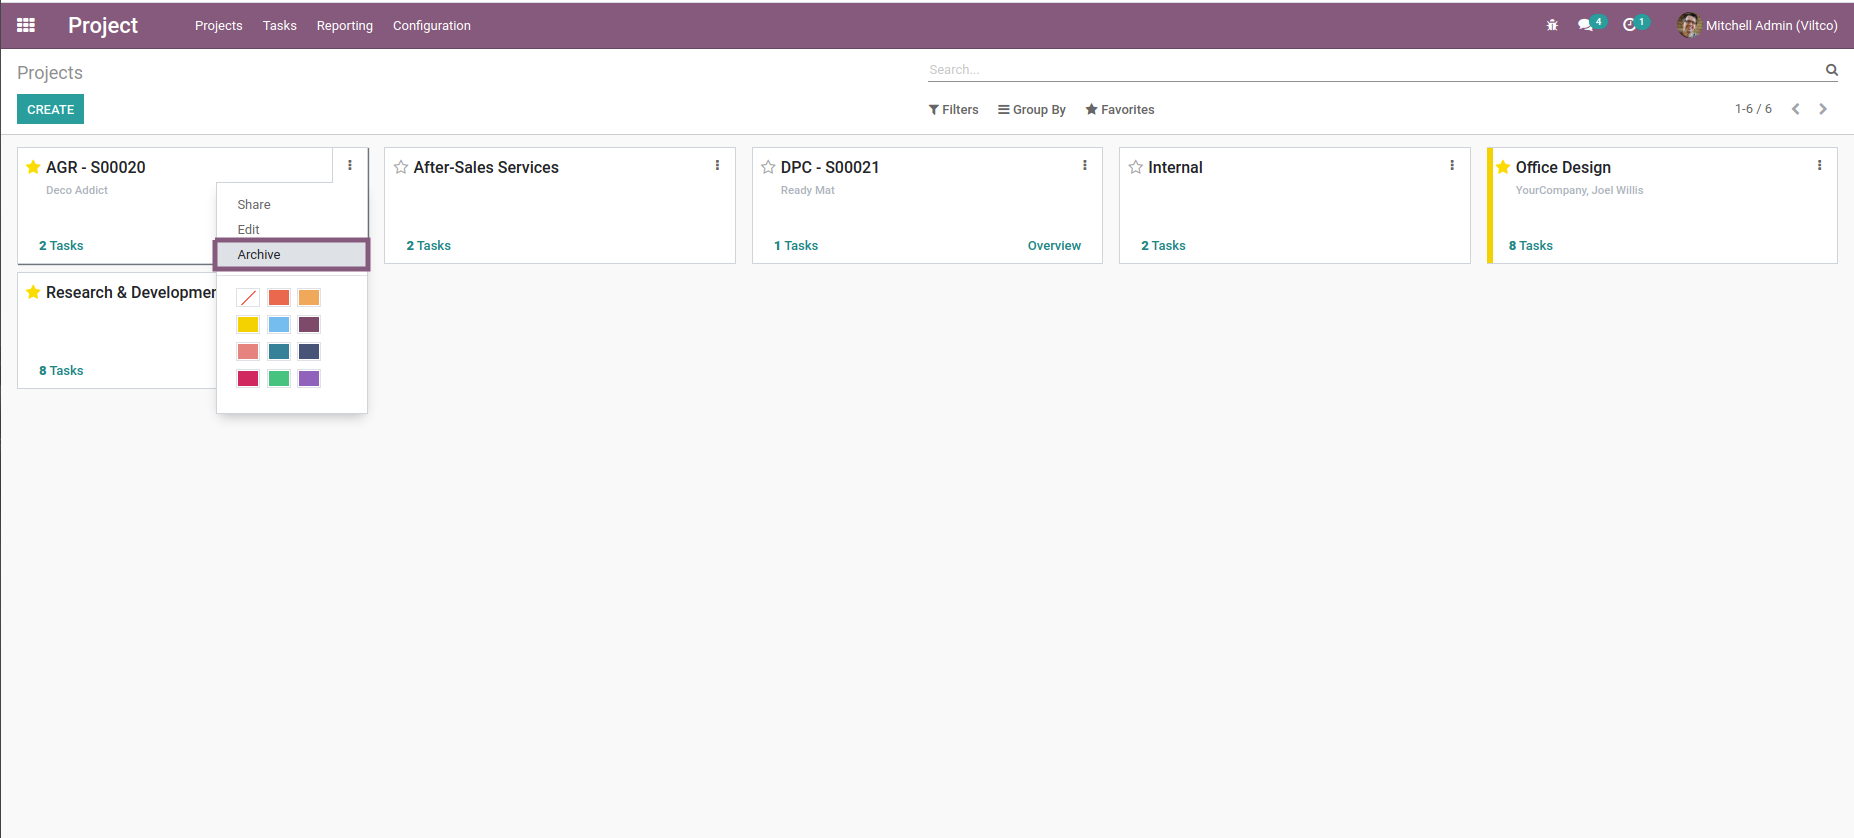 Project Projects Tasks Reporting Configuration 4 1 Mitchell Admin (Viltco)
Projects
Search...
CREATE
Filters Group By Favorites 1-6 / 6
AGR - S00020
Deco Addict
2 Tasks
Share
Edit
Archive
After-Sales Services
2 Tasks
DPC - S00021
Ready Mat
1 Tasks Overview
Internal
2 Tasks
Office Design
YourCompany, Joel Willis
8 Tasks
Research & Developmen
8 Tasks